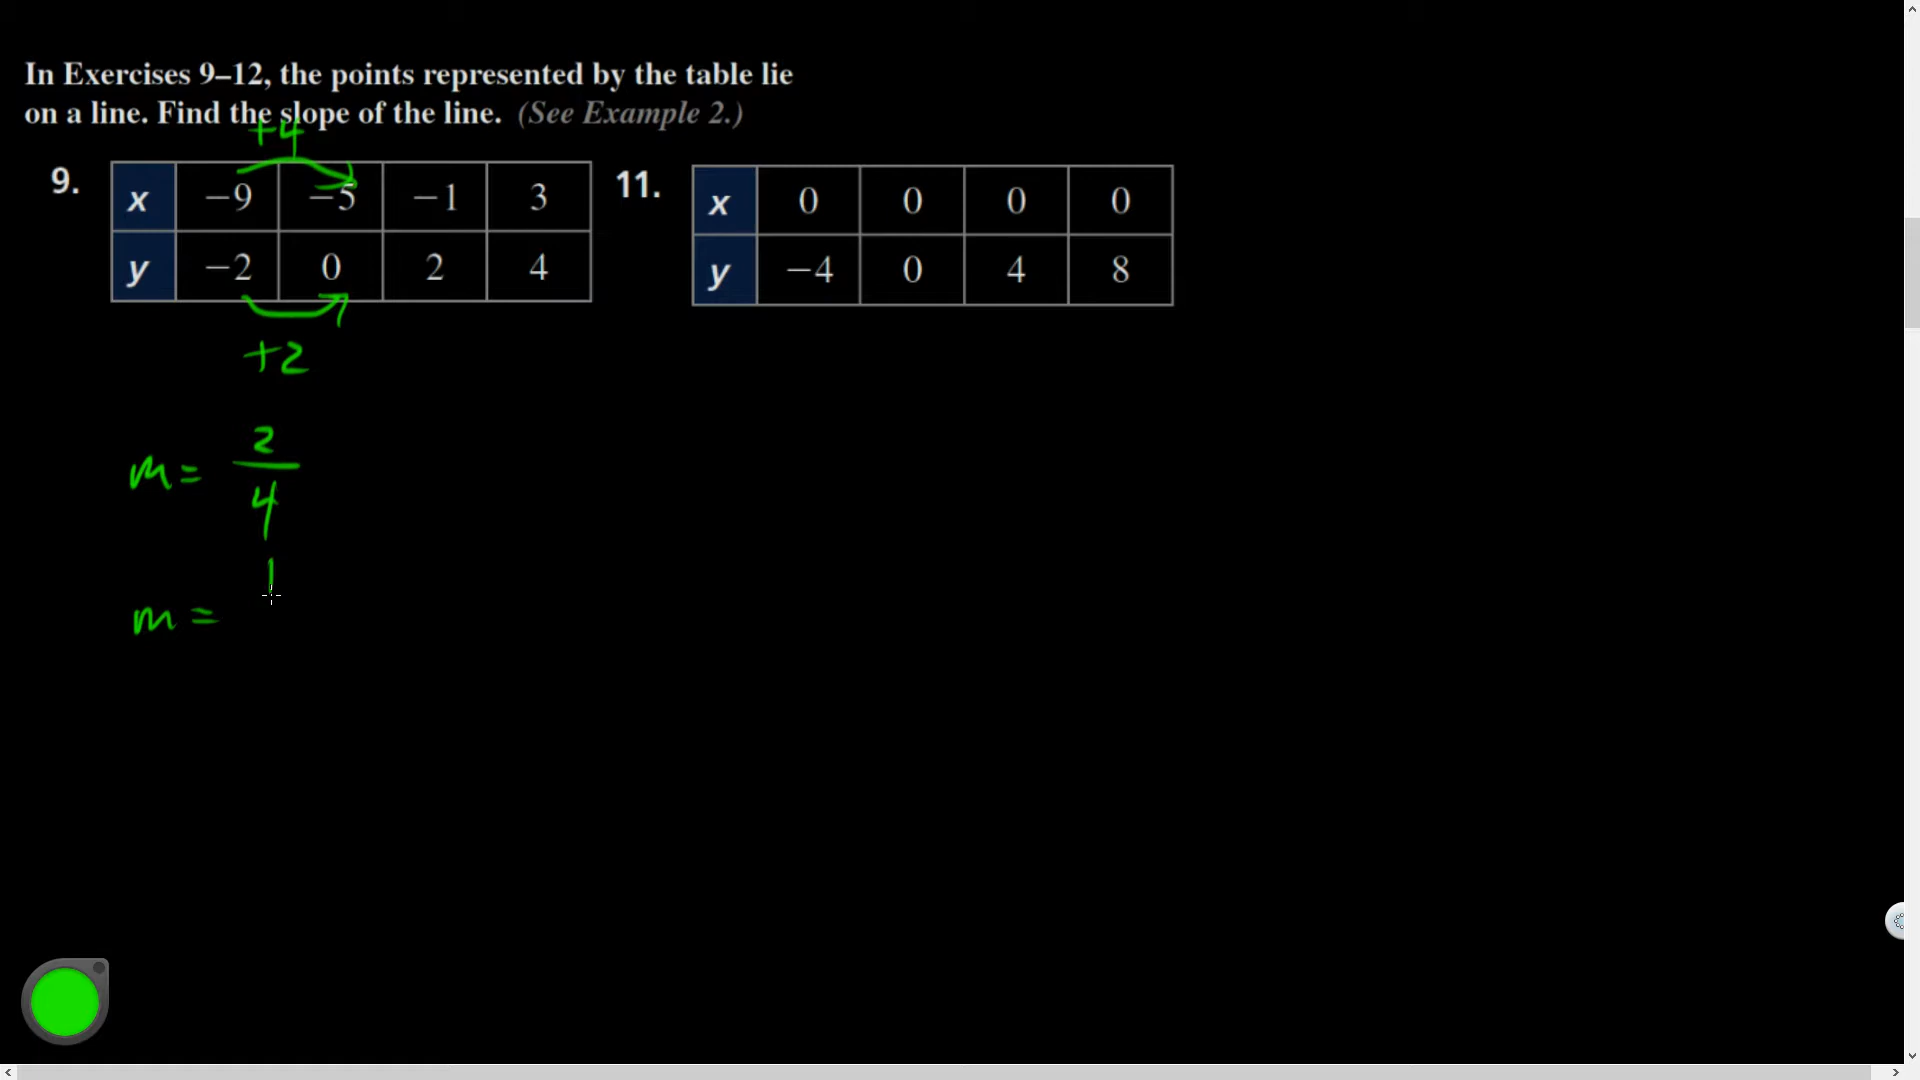 In Exercises 9–12, the points represented by the table lie
on a line. Find the slope of the line. (See Example 2.)
+4
9. x −9 −5 −1 3
y −2 0 2 4
+2
m = 2/4
m = 1
11. x 0 0 0 0
y −4 0 4 8